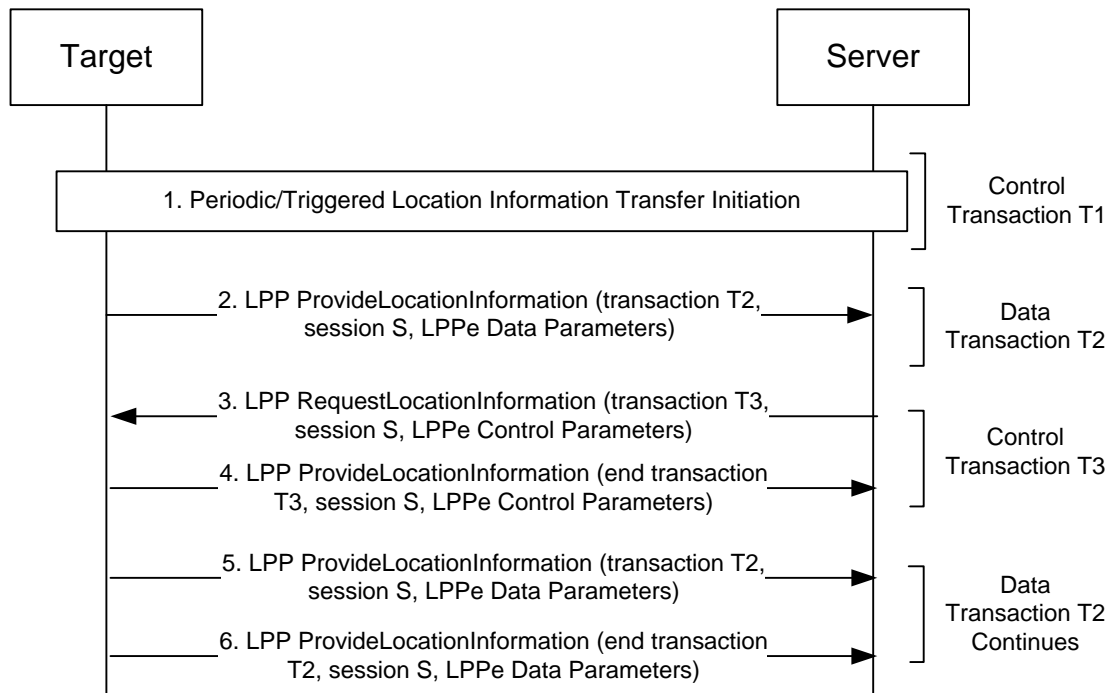 Target
Server
1. Periodic/Triggered Location Information Transfer Initiation
Control
Transaction T1
2. LPP ProvideLocationInformation (transaction T2,
session S, LPPe Data Parameters)
Data
Transaction T2
3. LPP RequestLocationInformation (transaction T3,
session S, LPPe Control Parameters)
Control
Transaction T3
4. LPP ProvideLocationInformation (end transaction
T3, session S, LPPe Control Parameters)
5. LPP ProvideLocationInformation (transaction T2,
session S, LPPe Data Parameters)
Data
Transaction T2
Continues
6. LPP ProvideLocationInformation (end transaction
T2, session S, LPPe Data Parameters)